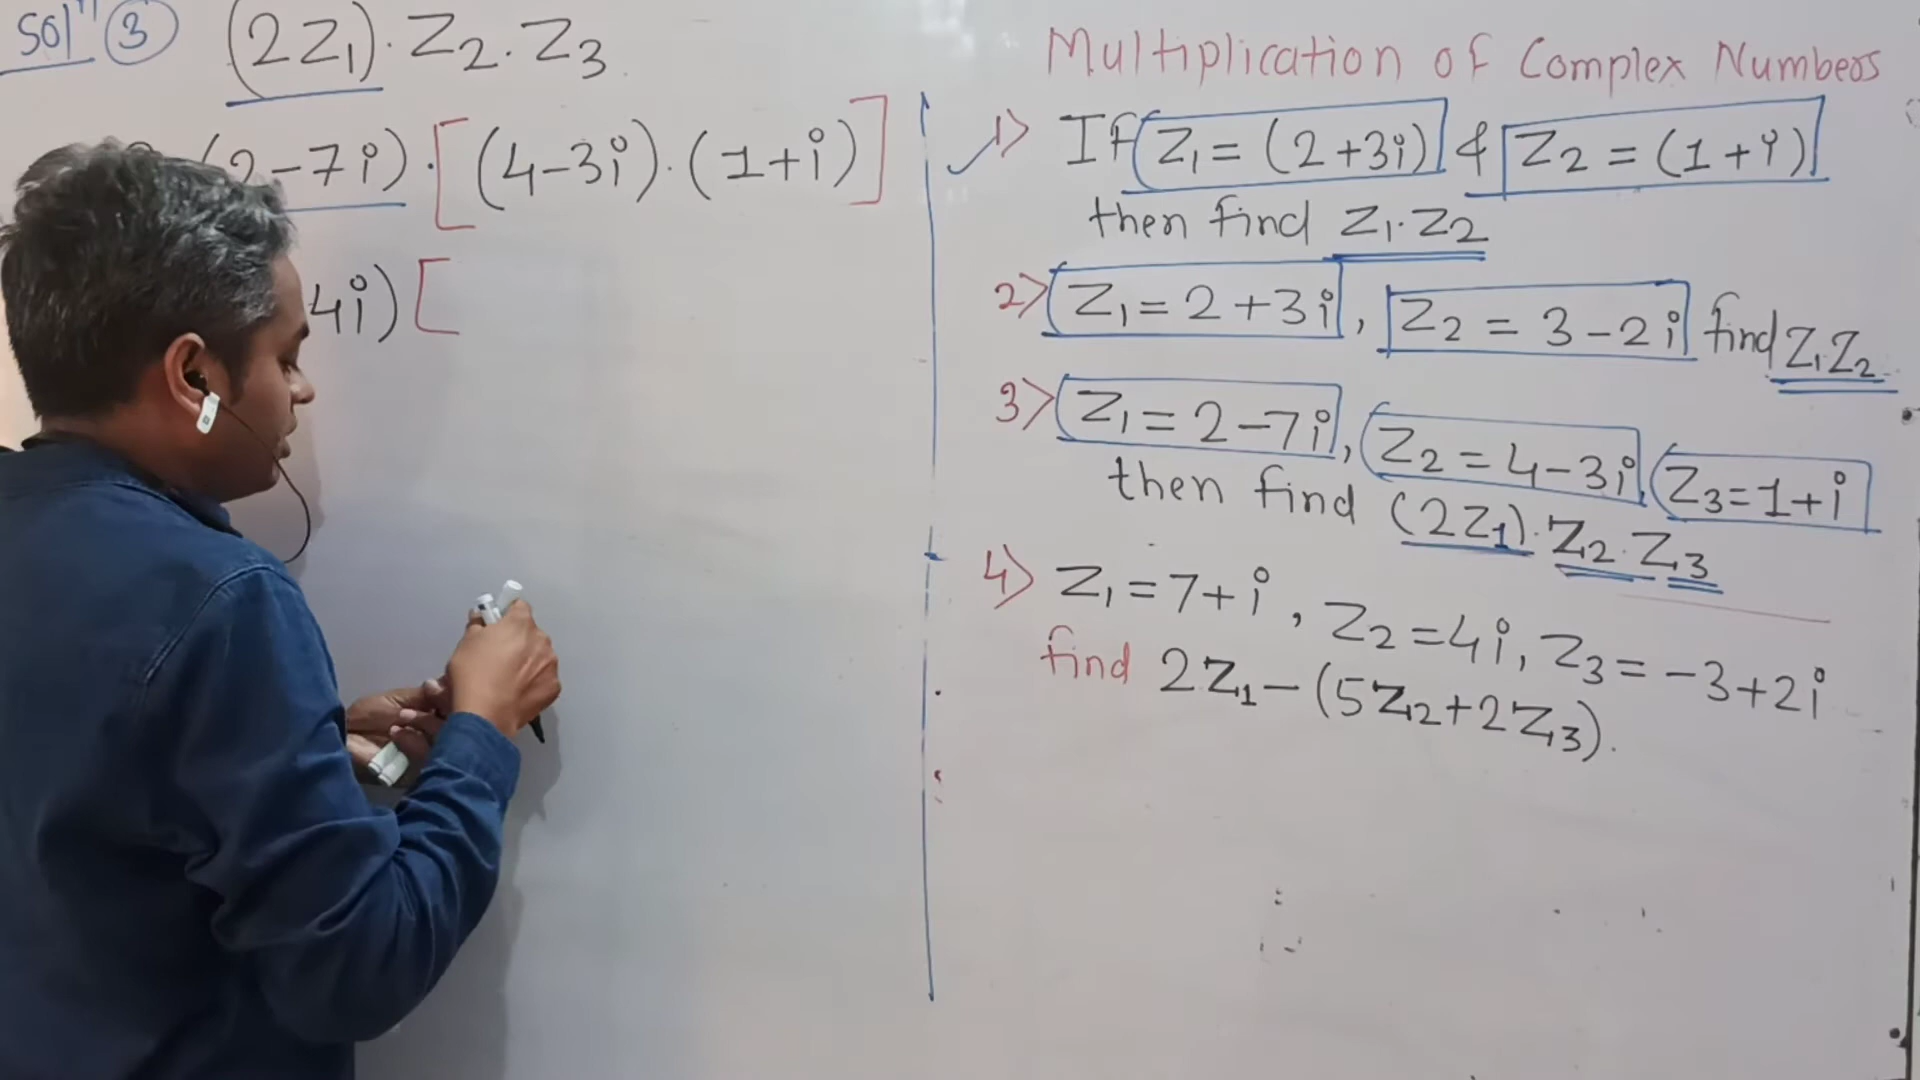 Solⁿ ③ (2Z₁)·Z₂·Z₃
(2-7i)·[(4-3i)·(1+i)]
4i)[
Multiplication of Complex Numbers
1> If Z₁=(2+3i) & Z₂=(1+i)
then find Z₁·Z₂
2> Z₁=2+3i, Z₂=3-2i find Z₁Z₂
3> Z₁=2-7i, Z₂=4-3i, Z₃=1+i
then find (2Z₁)·Z₂·Z₃
4> Z₁=7+i, Z₂=4i, Z₃=-3+2i
find 2Z₁-(5Z₂+2Z₃).